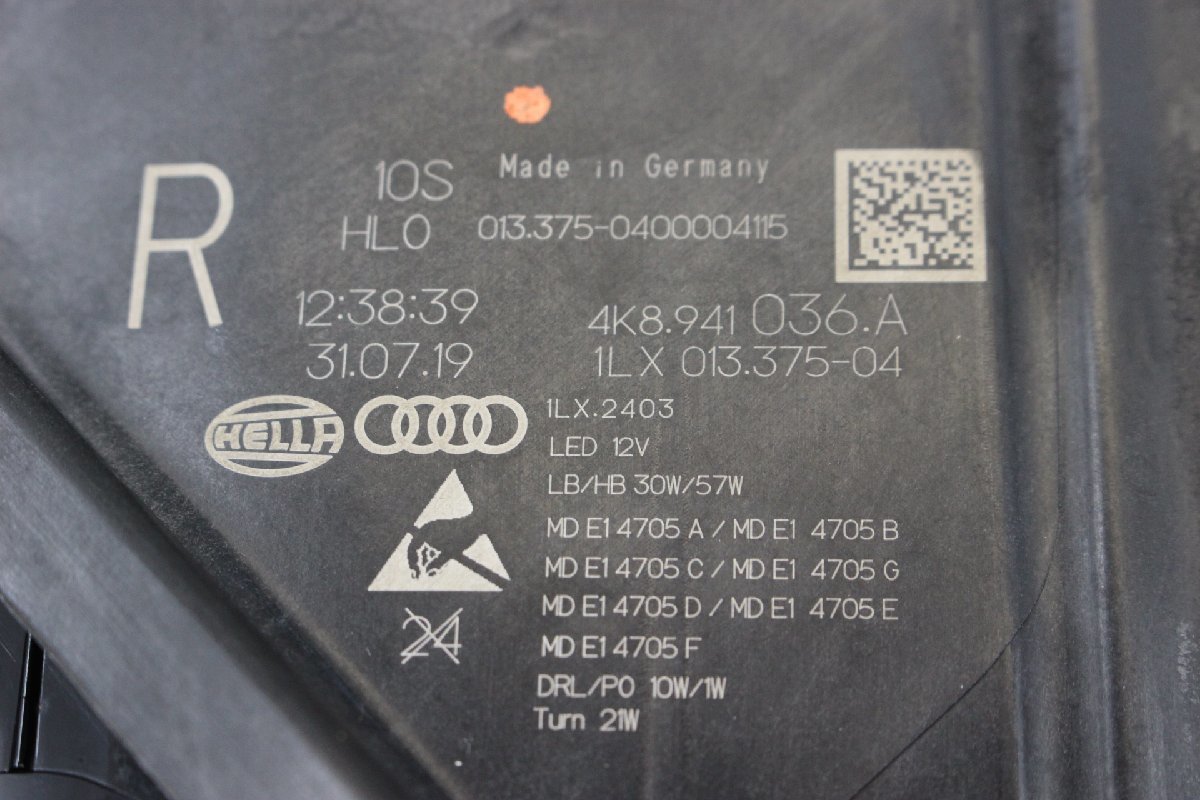 R
10S
Made in Germany
HLO 013.375-0400004115
12:38:39
4K8.941 036.A
31.07.19
1LX 013.375-04
HELLA
1LX.2403
LED 12V
LB/HB 30W/57W
MD E1 4705 A / MD E1 4705 B
MD E1 4705 C / MD E1 4705 G
MD E1 4705 D / MD E1 4705 E
24
MD E1 4705 F
DRL/PO 10W/1W
Turn 21W